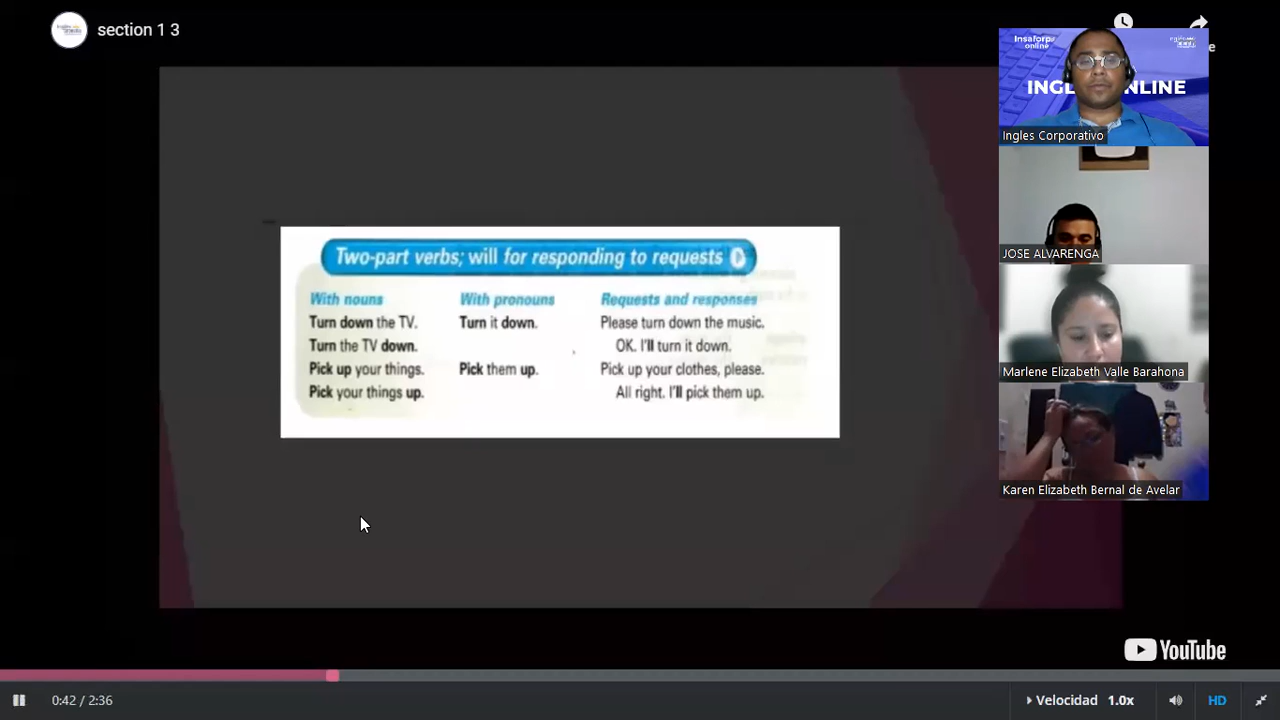 section 1 3
Insaforp
online
INGL NLINE
Ingles Corporativo
JOSE ALVARENGA
Marlene Elizabeth Valle Barahona
Karen Elizabeth Bernal de Avelar
Two-part verbs; will for responding to requests
With nouns With pronouns Requests and responses
Turn down the TV. Turn it down. Please turn down the music.
Turn the TV down. OK. I'll turn it down.
Pick up your things. Pick them up. Pick up your clothes, please.
Pick your things up. All right. I'll pick them up.
YouTube
0:42 / 2:36
Velocidad 1.0x
HD